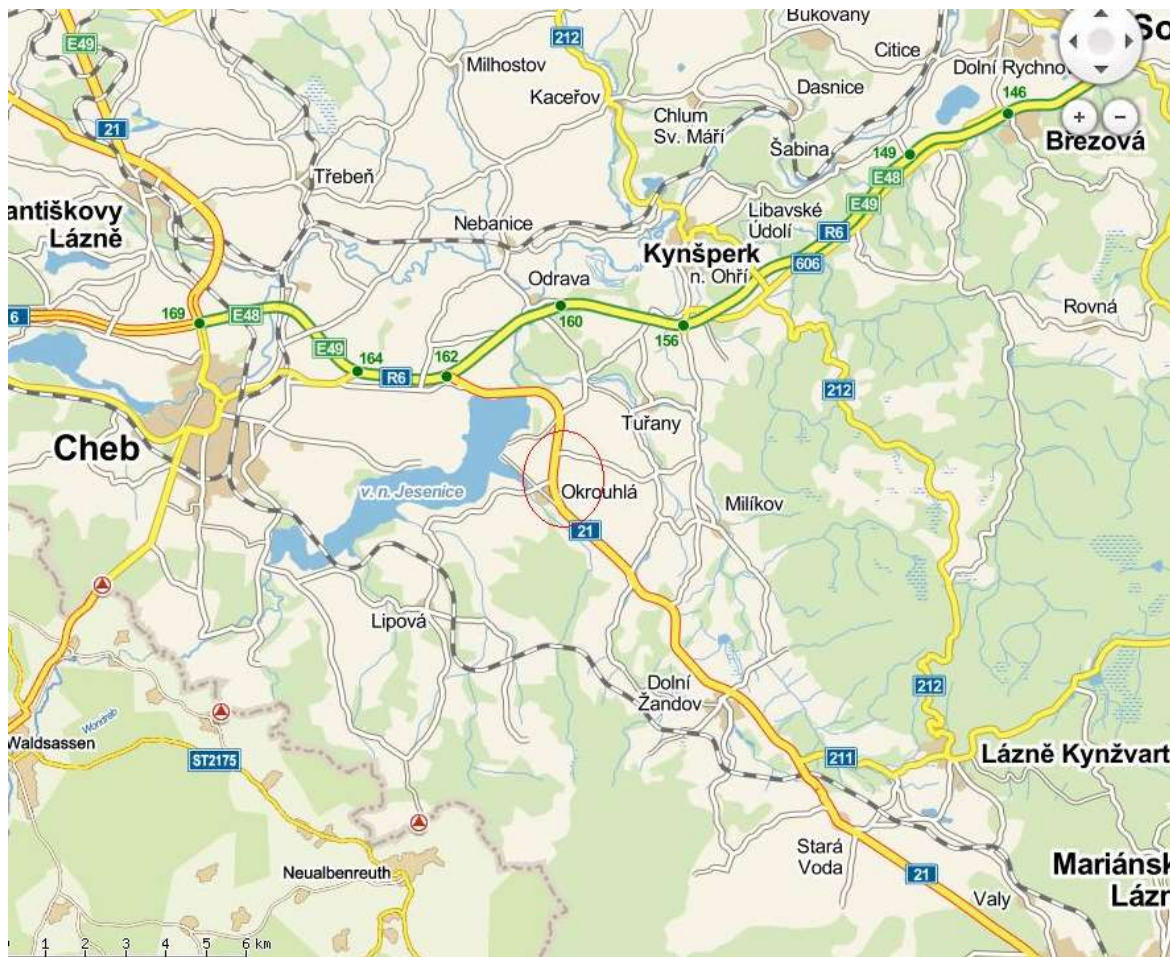 E49
212
Bukovany
Citice
So
Milhostov
Dolní Rychno
Kaceřov
Dasnice
146
21
Chlum
Sv. Máří
+
−
Šabina
149
Březová
Třebeň
E48
antiškovy
Lázně
Nebanice
Libavské
Údolí
E49
R6
Kynšperk
n. Ohří
606
Odrava
Rovná
6
169
E48
160
E49
164
162
156
R6
212
Cheb
Tuřany
v. n. Jesenice
Okrouhlá
Milíkov
21
Lipová
Dolní
Žandov
212
Wondreb
Waldsassen
ST2175
211
Lázně Kynžvart
Stará
Voda
Neualbenreuth
21
Mariánsk
Lázn
Valy
1 2 3 4 5 6 km